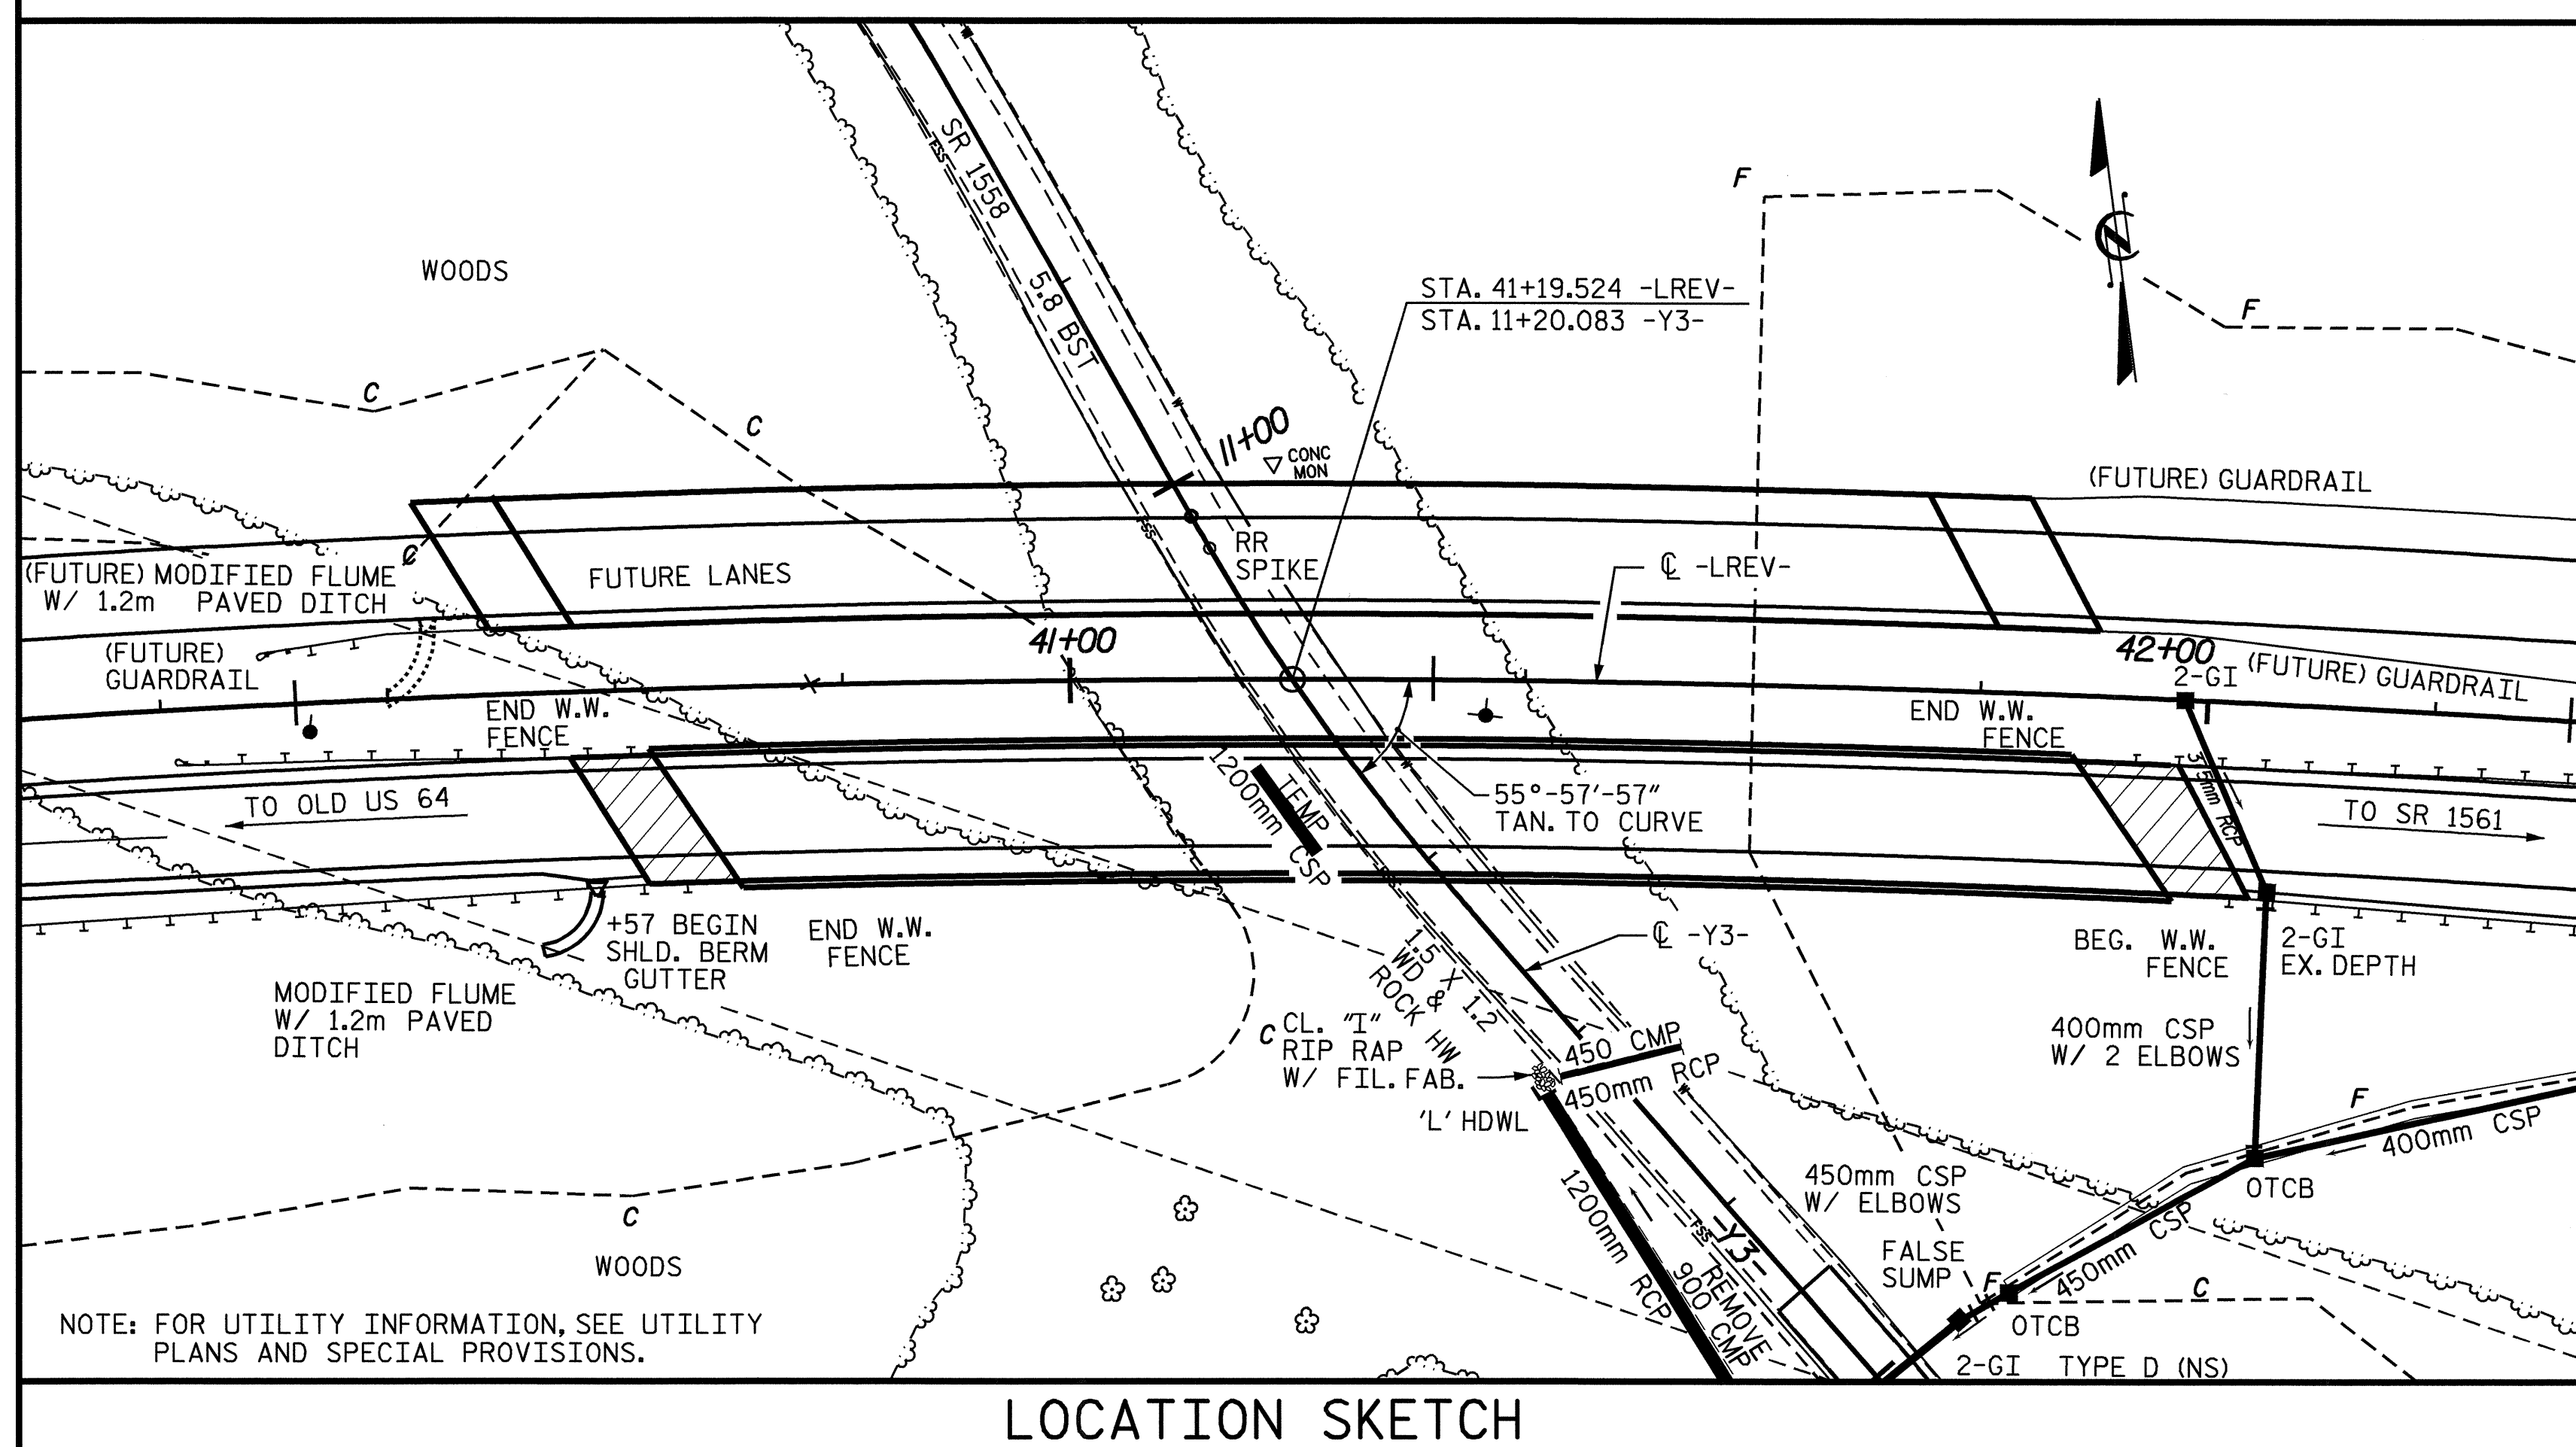 SR 1558
FSS
5.8 BST
WOODS
STA. 41+19.524 -LREV-
STA. 11+20.083 -Y3-
F
F
C
C
C
11+00
CONC
MON
(FUTURE) GUARDRAIL
FSS
RR
SPIKE
℄ -LREV-
(FUTURE) MODIFIED FLUME
W/ 1.2m PAVED DITCH
FUTURE LANES
41+00
42+00
2-GI
(FUTURE) GUARDRAIL
(FUTURE)
GUARDRAIL
END W.W.
FENCE
END W.W.
FENCE
TO OLD US 64
1200mm CSP
TEMP
55°-57'-57"
TAN. TO CURVE
RCP
TO SR 1561
+57 BEGIN
SHLD. BERM
GUTTER
END W.W.
FENCE
℄ -Y3-
BEG. W.W.
FENCE
2-GI
EX. DEPTH
MODIFIED FLUME
W/ 1.2m PAVED
DITCH
1.5 X 1.2
WD &
ROCK HW
C
CL. "I"
RIP RAP
W/ FIL. FAB.
450 CMP
450mm RCP
400mm CSP
W/ 2 ELBOWS
'L' HDWL
F
400mm CSP
1200mm RCP
FSS
-Y3-
REMOVE
900 CMP
450mm CSP
W/ ELBOWS
OTCB
450mm CSP
FALSE
SUMP
F
C
C
WOODS
OTCB
2-GI TYPE D (NS)
NOTE: FOR UTILITY INFORMATION, SEE UTILITY
PLANS AND SPECIAL PROVISIONS.
LOCATION SKETCH